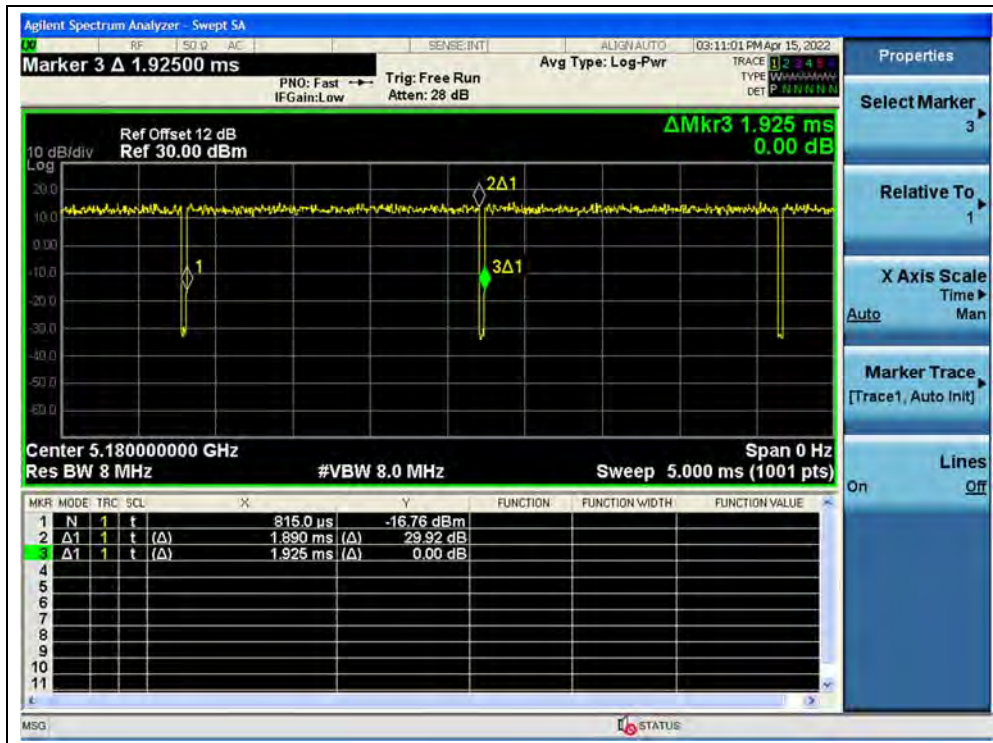 Agilent Spectrum Analyzer - Swept SA
RF 50 Ω AC SENSE:INT ALIGN AUTO 03:11:01 PM Apr 15, 2022
Marker 3 Δ 1.92500 ms
PNO: Fast
IFGain:Low
Trig: Free Run
Atten: 28 dB
Avg Type: Log-Pwr
TRACE 1 2 3 4 5 6
TYPE
DET P N N N N N
ΔMkr3 1.925 ms
0.00 dB
Ref Offset 12 dB
Ref 30.00 dBm
10 dB/div
Log
20.0
10.0
0.00
-10.0
-20.0
-30.0
-40.0
-50.0
-60.0
1
2Δ1
3Δ1
Center 5.180000000 GHz Span 0 Hz
Res BW 8 MHz #VBW 8.0 MHz Sweep 5.000 ms (1001 pts)
MKR MODE TRC SCL X Y FUNCTION FUNCTION WIDTH FUNCTION VALUE
1 N 1 t 815.0 µs -16.76 dBm
2 Δ1 1 t (Δ) 1.890 ms (Δ) 29.92 dB
3 Δ1 1 t (Δ) 1.925 ms (Δ) 0.00 dB
4
5
6
7
8
9
10
11
MSG STATUS
Properties
Select Marker
3
Relative To
1
X Axis Scale
Time
Auto Man
Marker Trace
[Trace1, Auto Init]
Lines
On Off